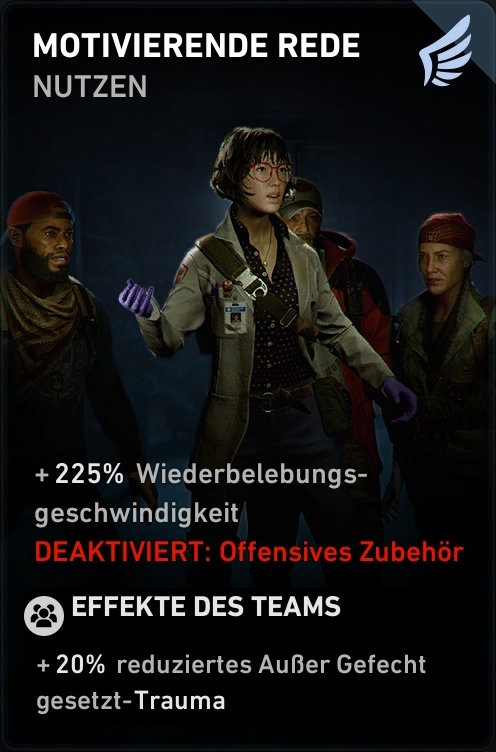 MOTIVIERENDE REDE
NUTZEN
+ 225% Wiederbelebungs-
geschwindigkeit
DEAKTIVIERT: Offensives Zubehör
EFFEKTE DES TEAMS
+ 20% reduziertes Außer Gefecht
gesetzt-Trauma